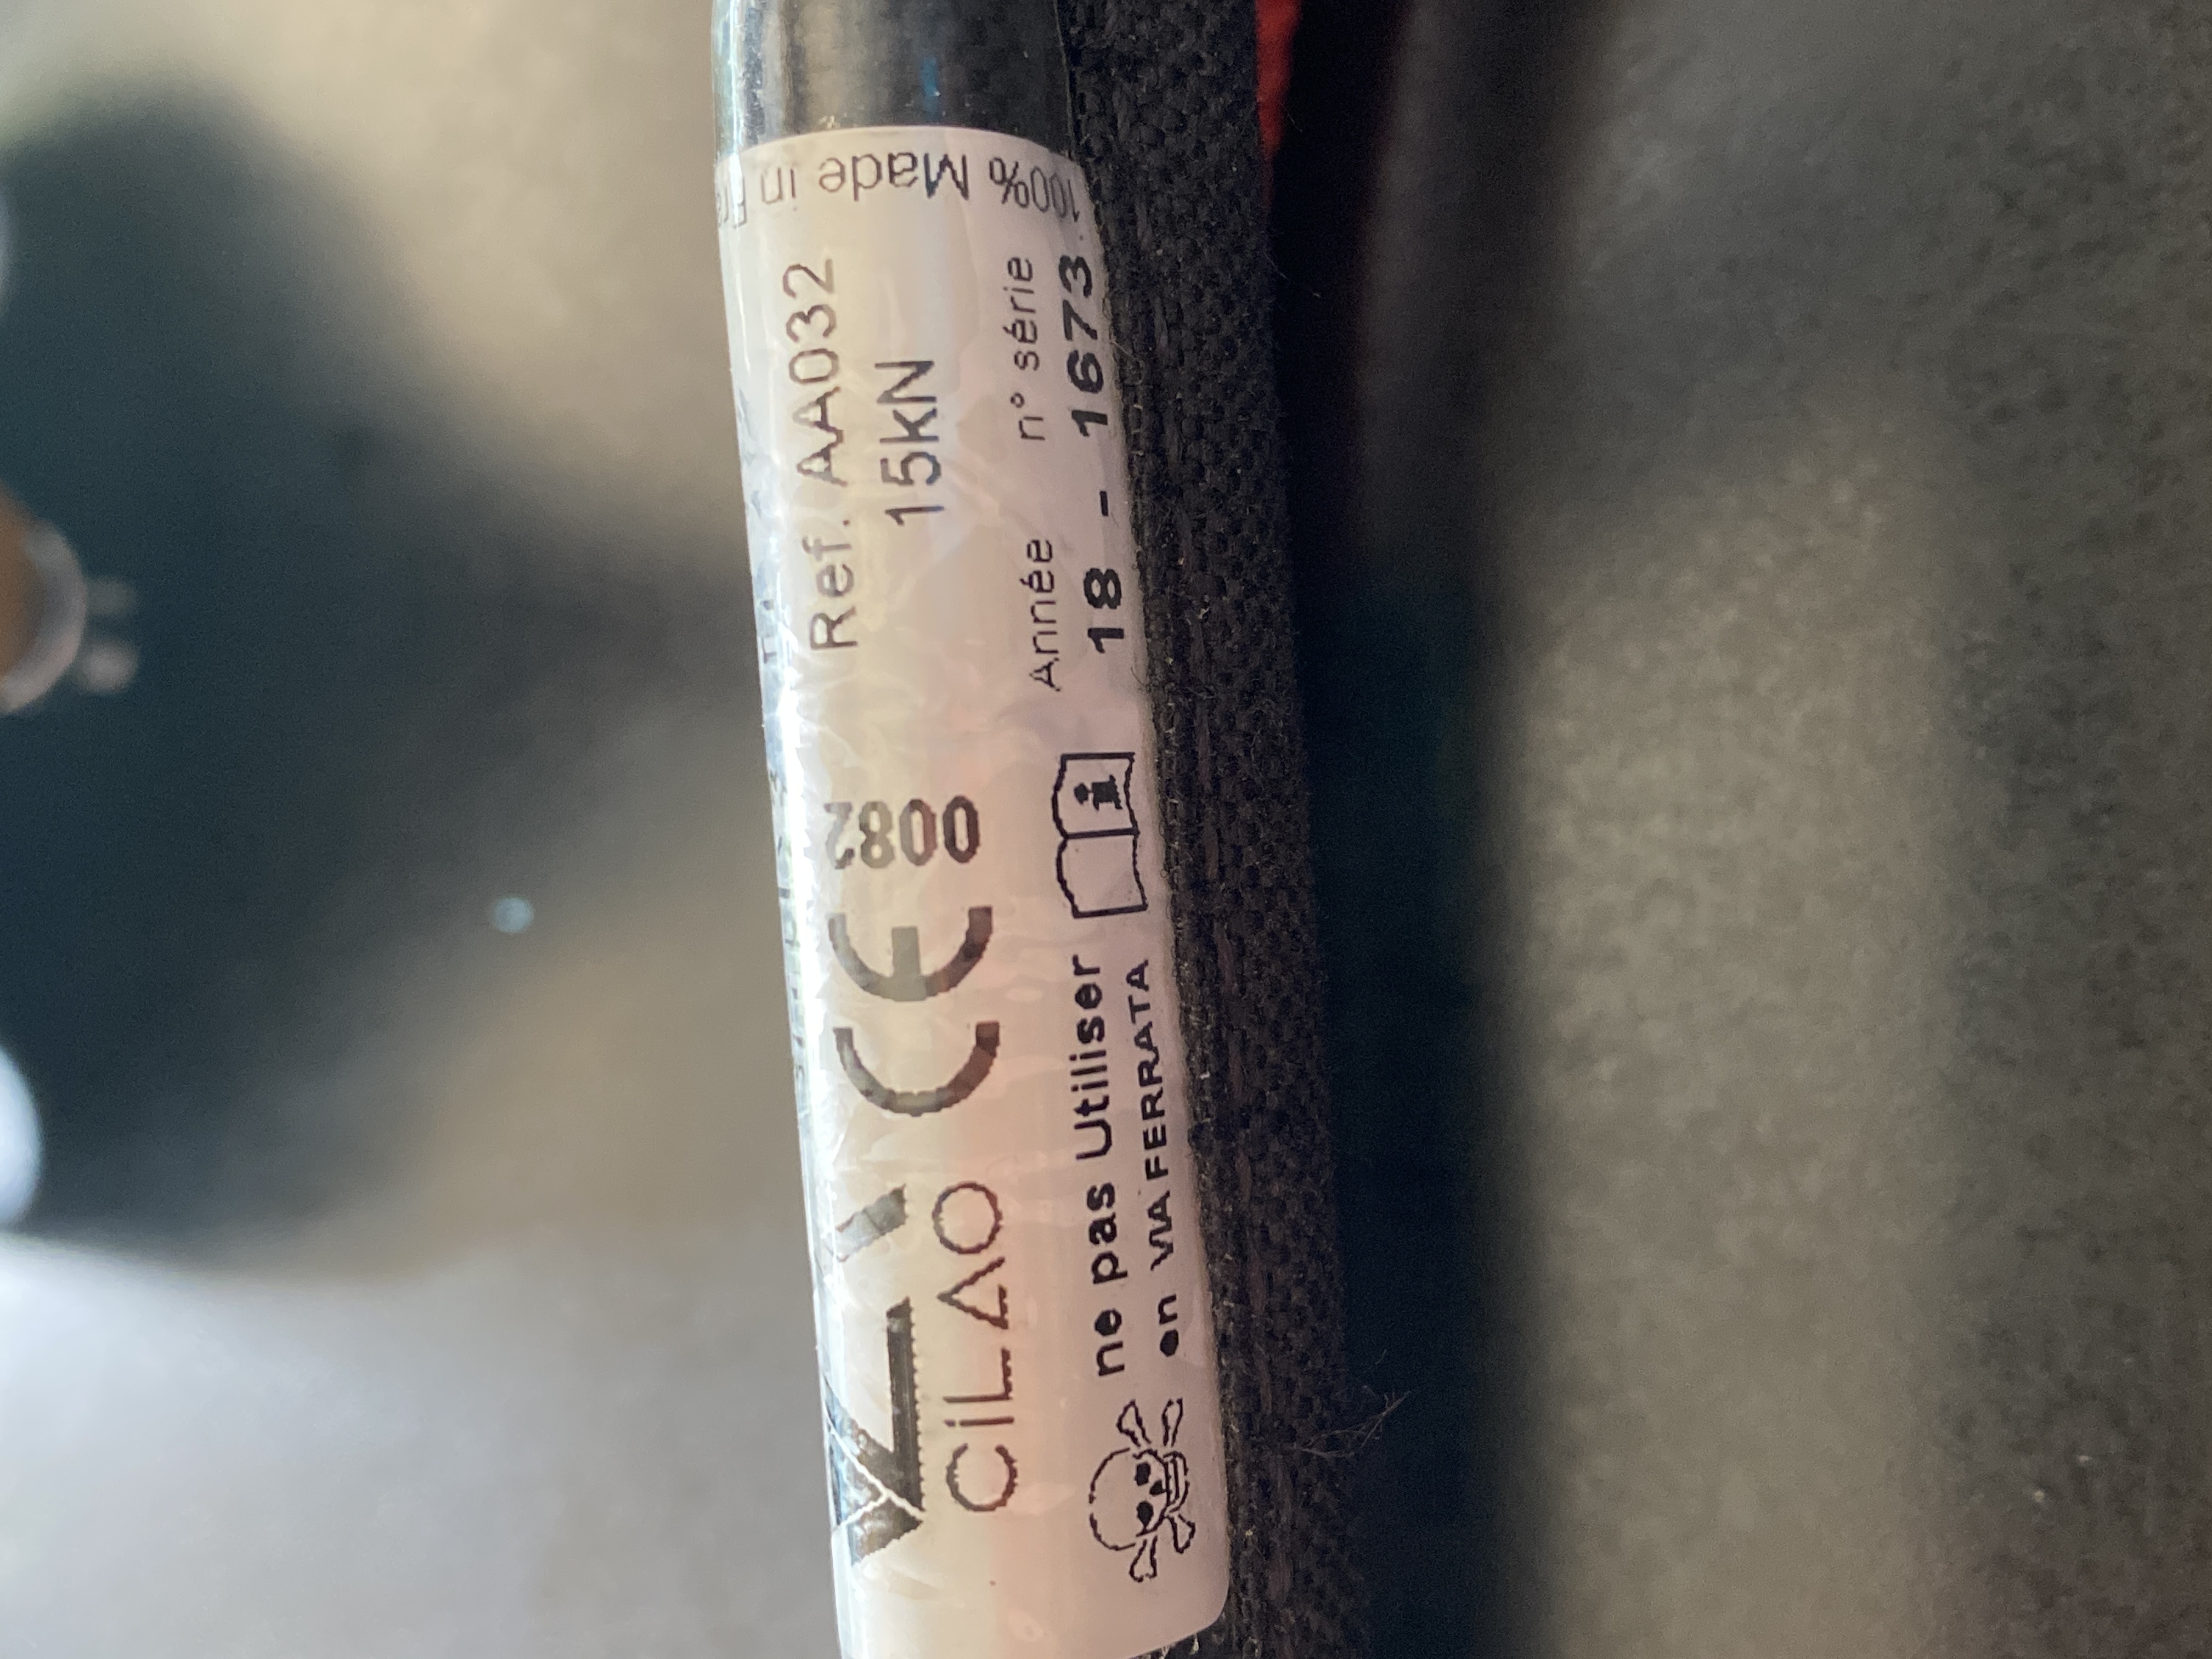 CiLAO
CE 0082
Ref. AA032
15kN
ne pas Utiliser
en VIA FERRATA
i
Année n° série
18 - 1673
100% Made in